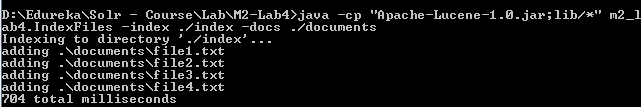 D:\Edureka\Solr - Course\Lab\M2-Lab4>java -cp "Apache-Lucene-1.0.jar;lib/*" m2_l
ab4.IndexFiles -index ./index -docs ./documents
Indexing to directory './index'...
adding .\documents\file1.txt
adding .\documents\file2.txt
adding .\documents\file3.txt
adding .\documents\file4.txt
704 total milliseconds